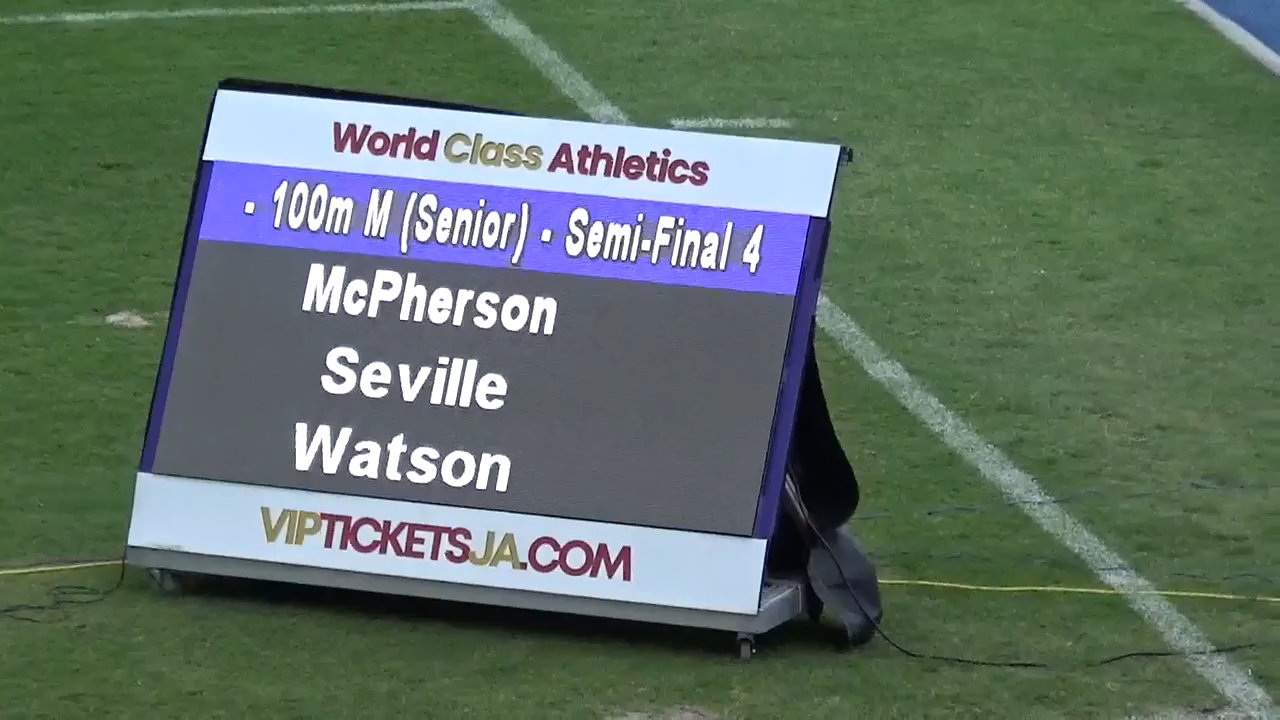 World Class Athletics
- 100m M (Senior) - Semi-Final 4
McPherson
Seville
Watson
VIPTICKETSJA.COM